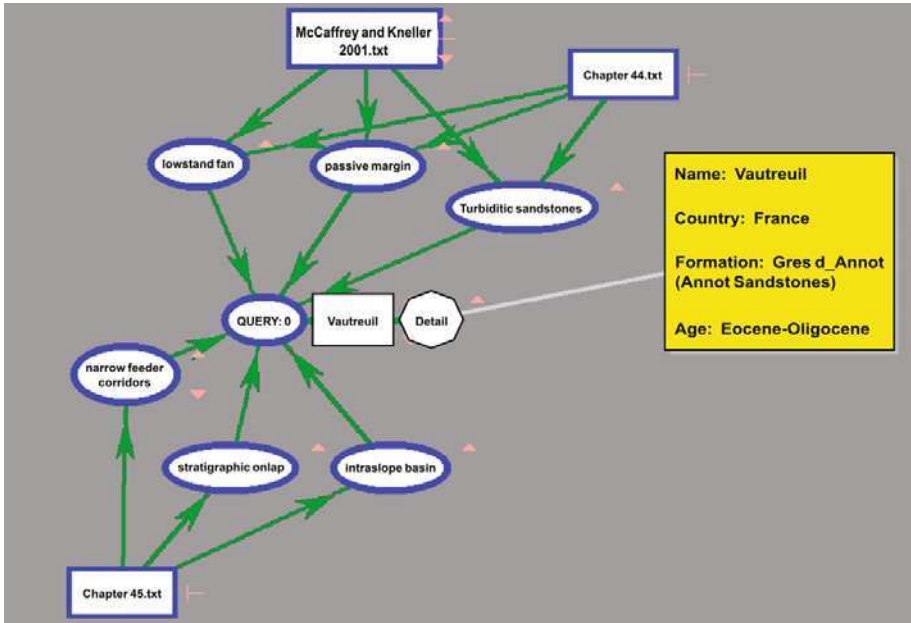 McCaffrey and Kneller
2001.txt
Chapter 44.txt
lowstand fan
passive margin
Turbiditic sandstones
Name: Vautreuil
Country: France
Formation: Gres d_Annot
(Annot Sandstones)
Age: Eocene-Oligocene
QUERY: 0
Vautreuil
Detail
narrow feeder
corridors
stratigraphic onlap
intraslope basin
Chapter 45.txt